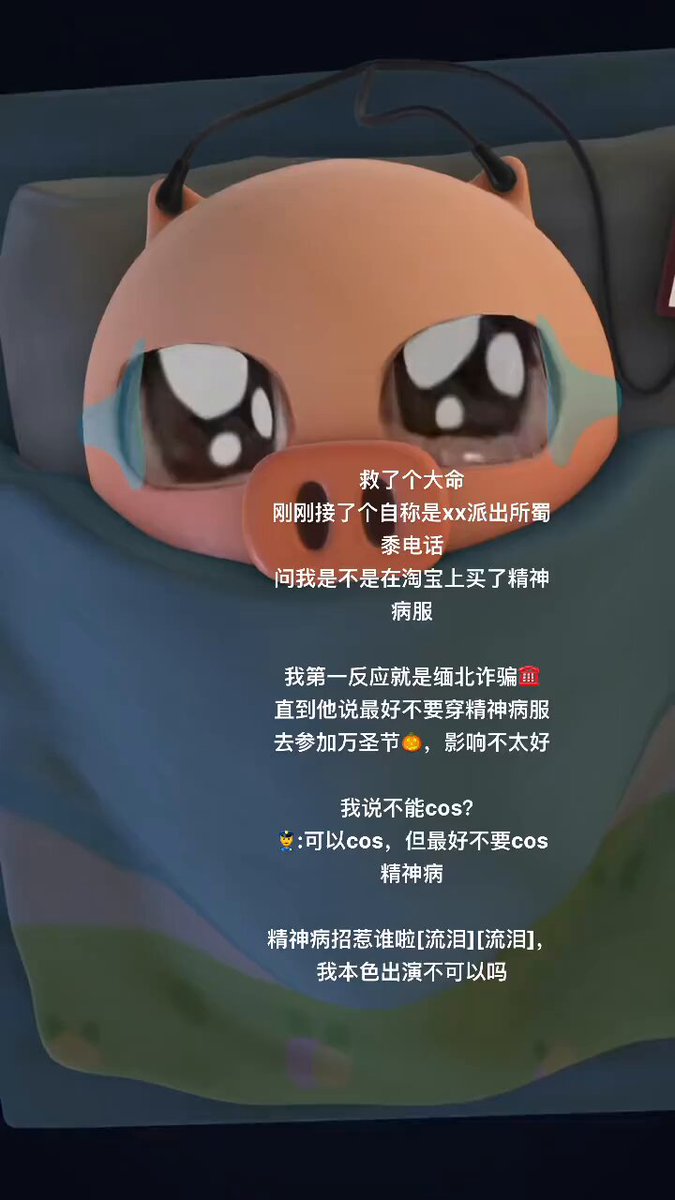 救了个大命
刚刚接了个自称是xx派出所蜀
黍电话
问我是不是在淘宝上买了精神
病服
我第一反应就是缅北诈骗☎️
直到他说最好不要穿精神病服
去参加万圣节🎃，影响不太好
我说不能cos？
👮:可以cos，但最好不要cos
精神病
精神病招惹谁啦[流泪][流泪]，
我本色出演不可以吗